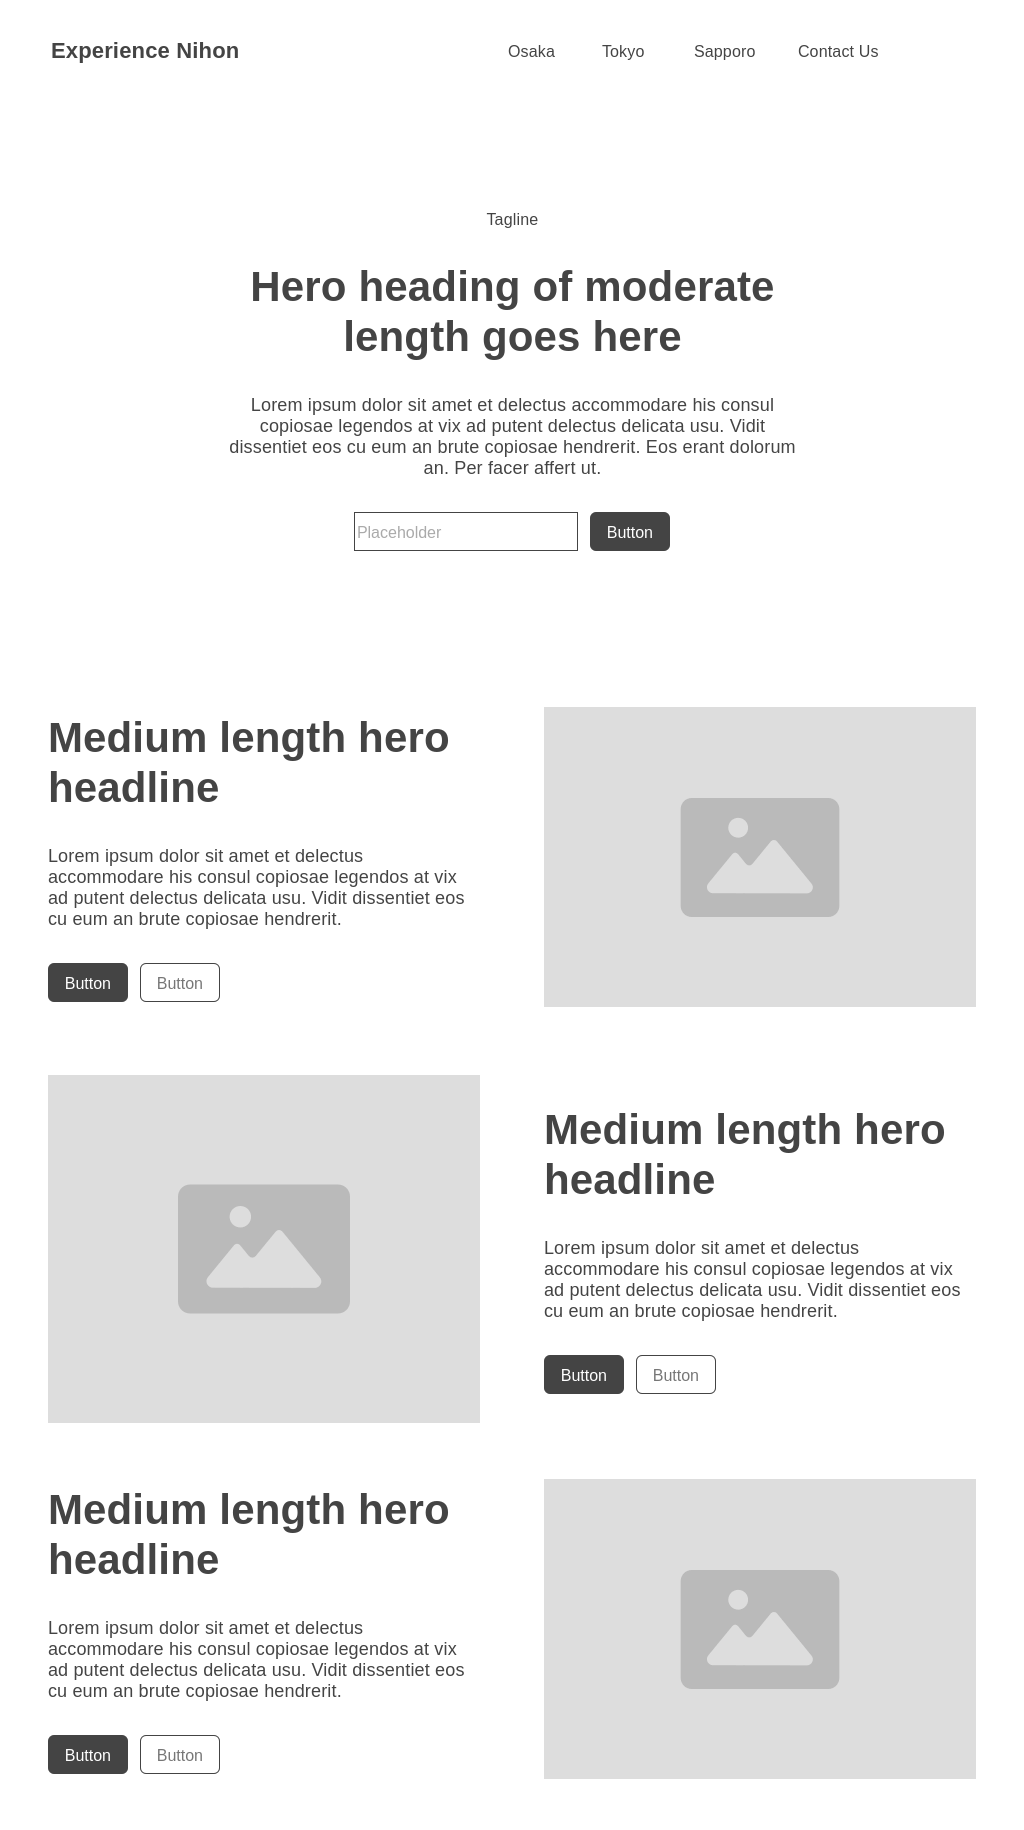 Experience Nihon
Osaka
Tokyo
Sapporo
Contact Us
Tagline
Hero heading of moderate
length goes here
Lorem ipsum dolor sit amet et delectus accommodare his consul
copiosae legendos at vix ad putent delectus delicata usu. Vidit
dissentiet eos cu eum an brute copiosae hendrerit. Eos erant dolorum
an. Per facer affert ut.
Placeholder
Button
Medium length hero
headline
Lorem ipsum dolor sit amet et delectus
accommodare his consul copiosae legendos at vix
ad putent delectus delicata usu. Vidit dissentiet eos
cu eum an brute copiosae hendrerit.
Button
Button
Medium length hero
headline
Lorem ipsum dolor sit amet et delectus
accommodare his consul copiosae legendos at vix
ad putent delectus delicata usu. Vidit dissentiet eos
cu eum an brute copiosae hendrerit.
Button
Button
Medium length hero
headline
Lorem ipsum dolor sit amet et delectus
accommodare his consul copiosae legendos at vix
ad putent delectus delicata usu. Vidit dissentiet eos
cu eum an brute copiosae hendrerit.
Button
Button